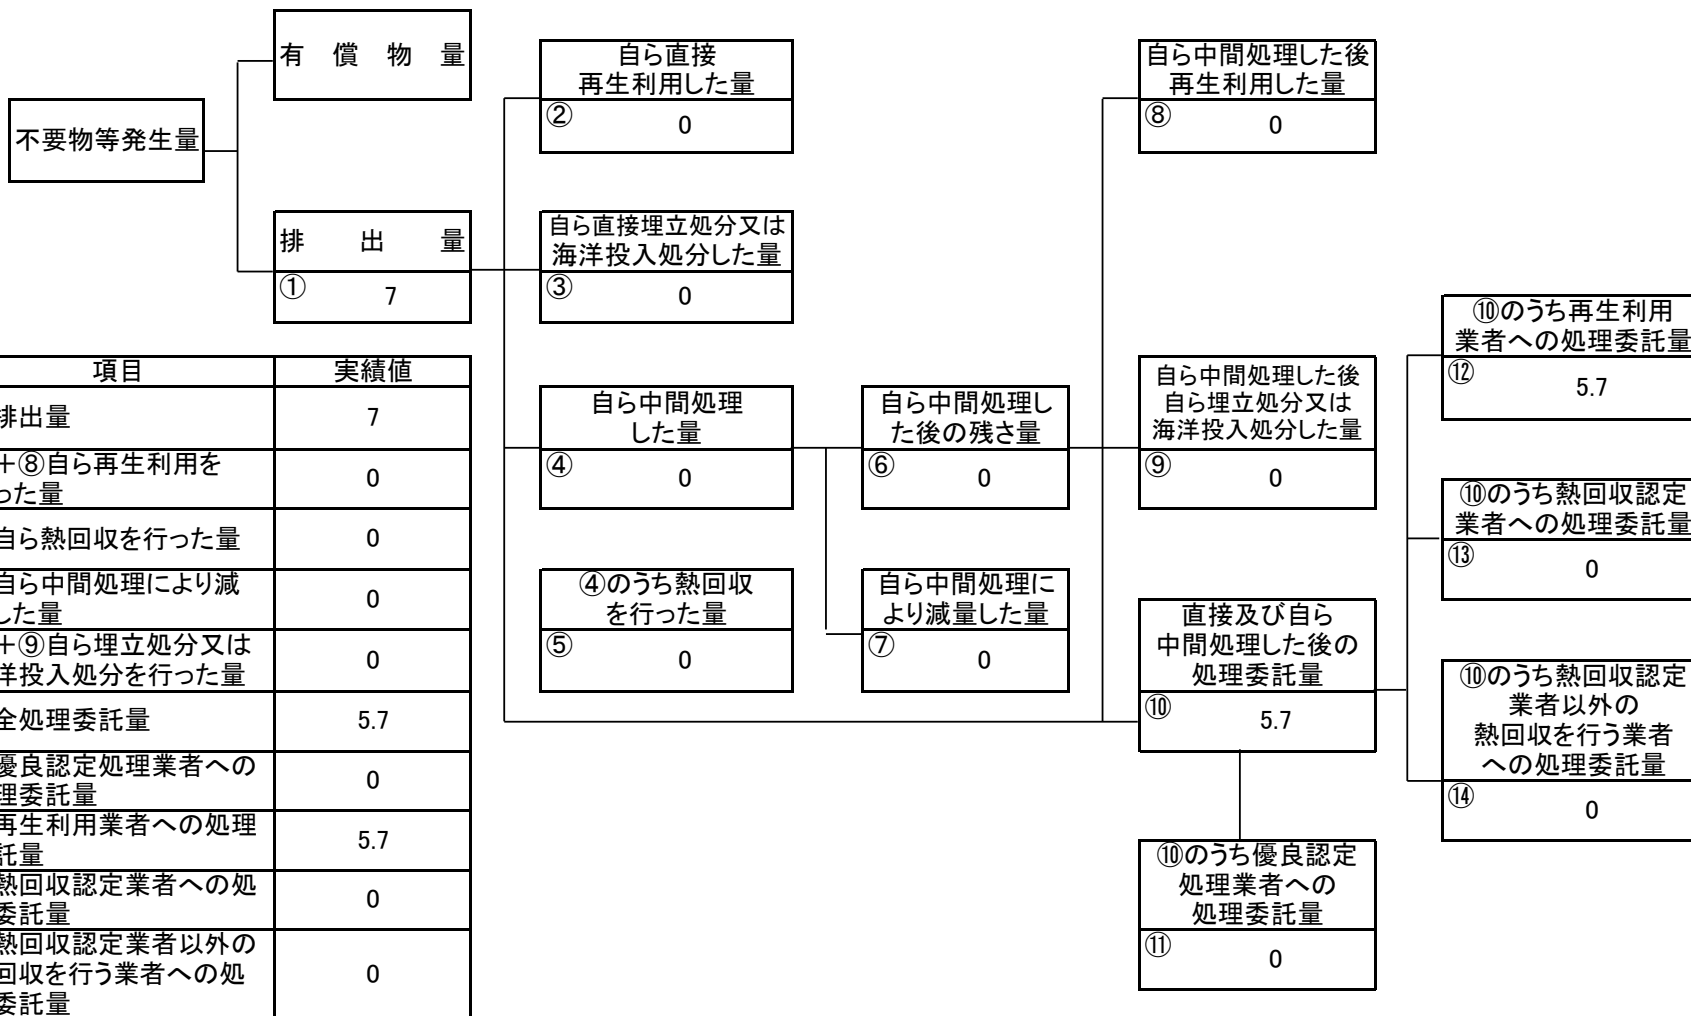 有償物量
不要物等発生量
排出量
①
7
自ら直接
再生利用した量
②
0
自ら直接埋立処分又は
海洋投入処分した量
③
0
自ら中間処理
した量
④
0
④のうち熱回収
を行った量
⑤
0
自ら中間処理し
た後の残さ量
⑥
0
自ら中間処理に
より減量した量
⑦
0
自ら中間処理した後
再生利用した量
⑧
0
自ら中間処理した後
自ら埋立処分又は
海洋投入処分した量
⑨
0
直接及び自ら
中間処理した後の
処理委託量
⑩
5.7
⑩のうち優良認定
処理業者への
処理委託量
⑪
0
⑩のうち再生利用
業者への処理委託量
⑫
5.7
⑩のうち熱回収認定
業者への処理委託量
⑬
0
⑩のうち熱回収認定
業者以外の
熱回収を行う業者
への処理委託量
⑭
0
項目
実績値
排出量
7
+⑧自ら再生利用を
った量
0
自ら熱回収を行った量
0
自ら中間処理により減
した量
0
+⑨自ら埋立処分又は
洋投入処分を行った量
0
全処理委託量
5.7
優良認定処理業者への
理委託量
0
再生利用業者への処理
託量
5.7
熱回収認定業者への処
委託量
0
熱回収認定業者以外の
回収を行う業者への処
委託量
0